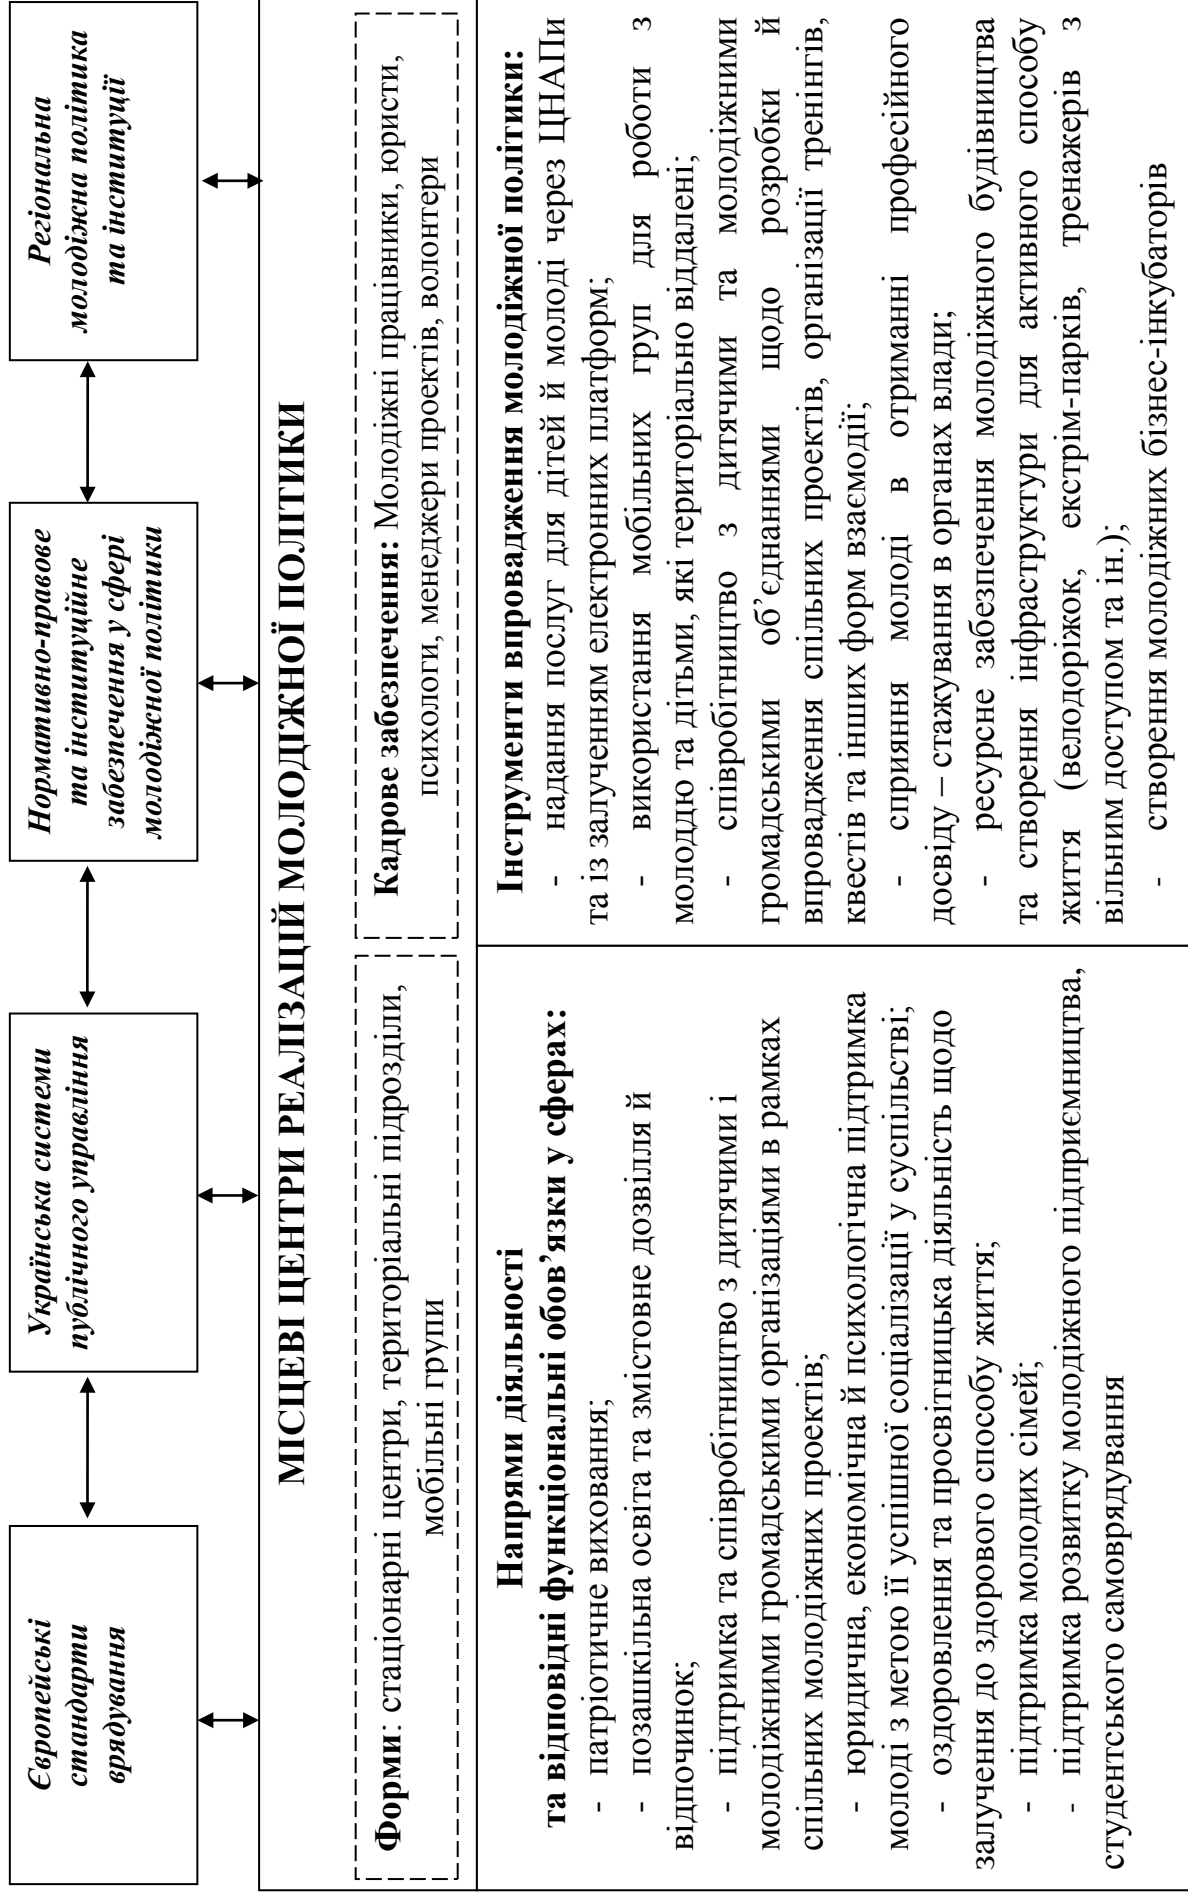 Європейські
стандарти
врядування
Українська системи
публічного управління
Нормативно-правове
та інституційне
забезпечення у сфері
молодіжної політики
Регіональна
молодіжна політика
та інституції
МІСЦЕВІ ЦЕНТРИ РЕАЛІЗАЦІЙ МОЛОДІЖНОЇ ПОЛІТИКИ
Форми: стаціонарні центри, територіальні підрозділи,
мобільні групи
Кадрове забезпечення: Молодіжні працівники, юристи,
психологи, менеджери проектів, волонтери
Напрями діяльності
та відповідні функціональні обов’язки у сферах:
- патріотичне виховання;
- позашкільна освіта та змістовне дозвілля й
відпочинок;
- підтримка та співробітництво з дитячими і
молодіжними громадськими організаціями в рамках
спільних молодіжних проектів;
- юридична, економічна й психологічна підтримка
молоді з метою її успішної соціалізації у суспільстві;
- оздоровлення та просвітницька діяльність щодо
залучення до здорового способу життя;
- підтримка молодих сімей;
- підтримка розвитку молодіжного підприємництва,
студентського самоврядування
Інструменти впровадження молодіжної політики:
- надання послуг для дітей й молоді через ЦНАПи
та із залученням електронних платформ;
- використання мобільних груп для роботи з
молоддю та дітьми, які територіально віддалені;
- співробітництво з дитячими та молодіжними
громадськими об’єднаннями щодо розробки й
впровадження спільних проектів, організації тренінгів,
квестів та інших форм взаємодії;
- сприяння молоді в отриманні професійного
досвіду – стажування в органах влади;
- ресурсне забезпечення молодіжного будівництва
та створення інфраструктури для активного способу
життя (велодоріжок, екстрім-парків, тренажерів з
вільним доступом та ін.);
- створення молодіжних бізнес-інкубаторів